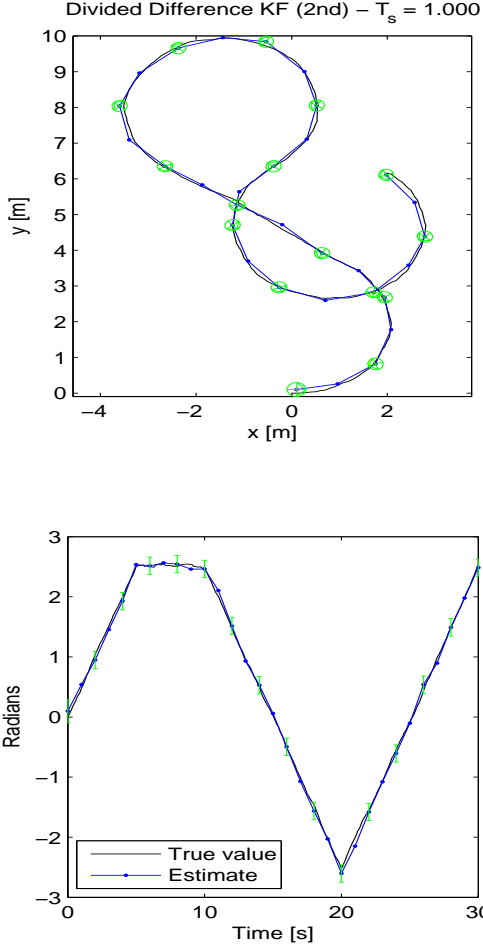 Divided Difference KF (2nd) − T_s = 1.000
10
9
8
7
6
5
4
3
2
1
0
y [m]
−4 −2 0 2
x [m]
3
2
1
0
−1
−2
−3
Radians
True value
Estimate
0 10 20 30
Time [s]